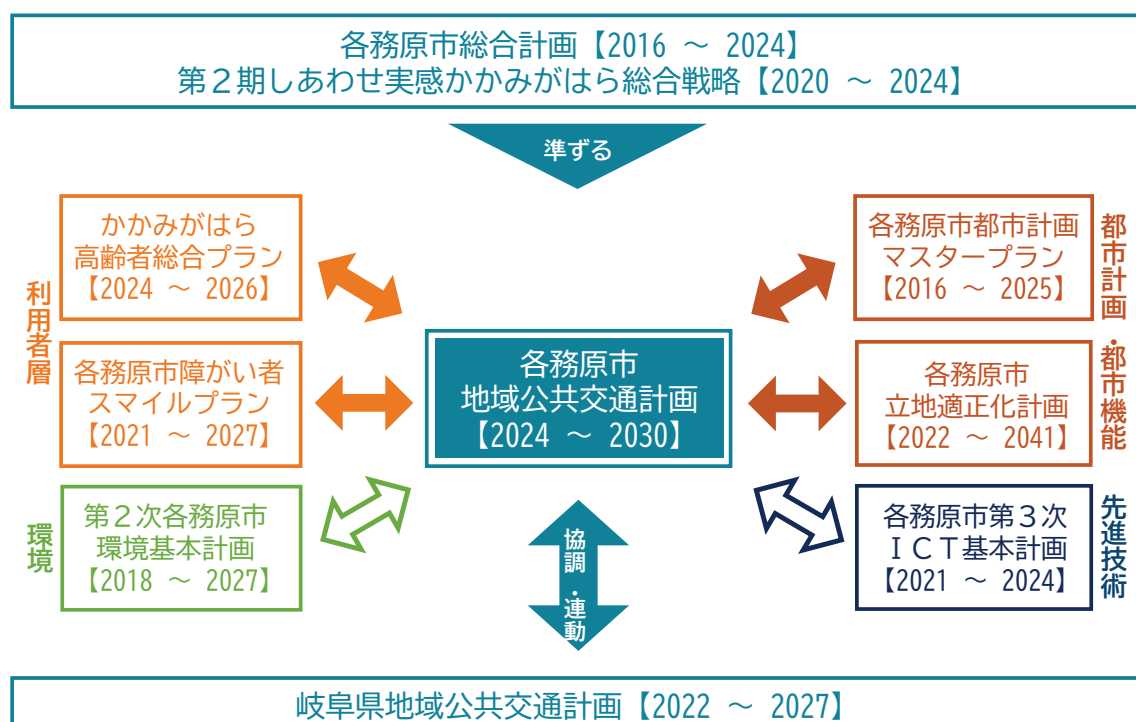 各務原市総合計画【2016 ～ 2024】
第２期しあわせ実感かかみがはら総合戦略【2020 ～ 2024】
準ずる
利用者層
かかみがはら
高齢者総合プラン
【2024 ～ 2026】
各務原市障がい者
スマイルプラン
【2021 ～ 2027】
環境
第２次各務原市
環境基本計画
【2018 ～ 2027】
各務原市
地域公共交通計画
【2024 ～ 2030】
各務原市都市計画
マスタープラン
【2016 ～ 2025】
各務原市
立地適正化計画
【2022 ～ 2041】
都市計画・都市機能
各務原市第３次
ＩＣＴ基本計画
【2021 ～ 2024】
先進技術
協調・連動
岐阜県地域公共交通計画【2022 ～ 2027】